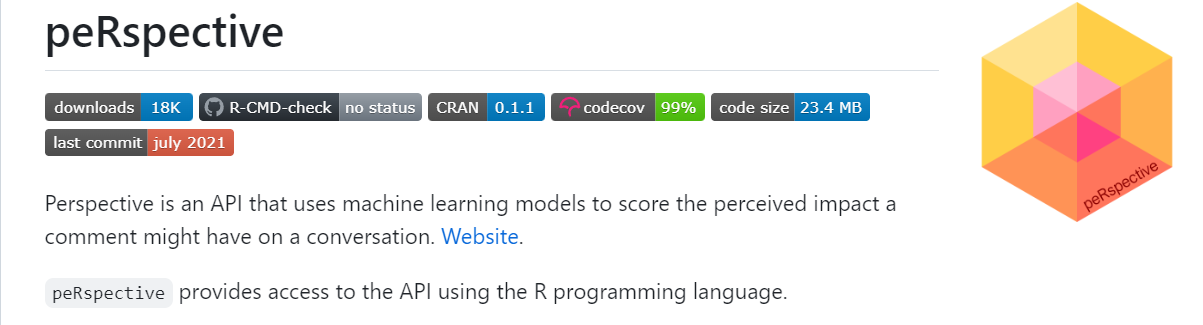 peRspective
downloads 18K R-CMD-check no status CRAN 0.1.1 codecov 99% code size 23.4 MB
last commit july 2021
Perspective is an API that uses machine learning models to score the perceived impact a
comment might have on a conversation. Website.
peRspective provides access to the API using the R programming language.
peRspective